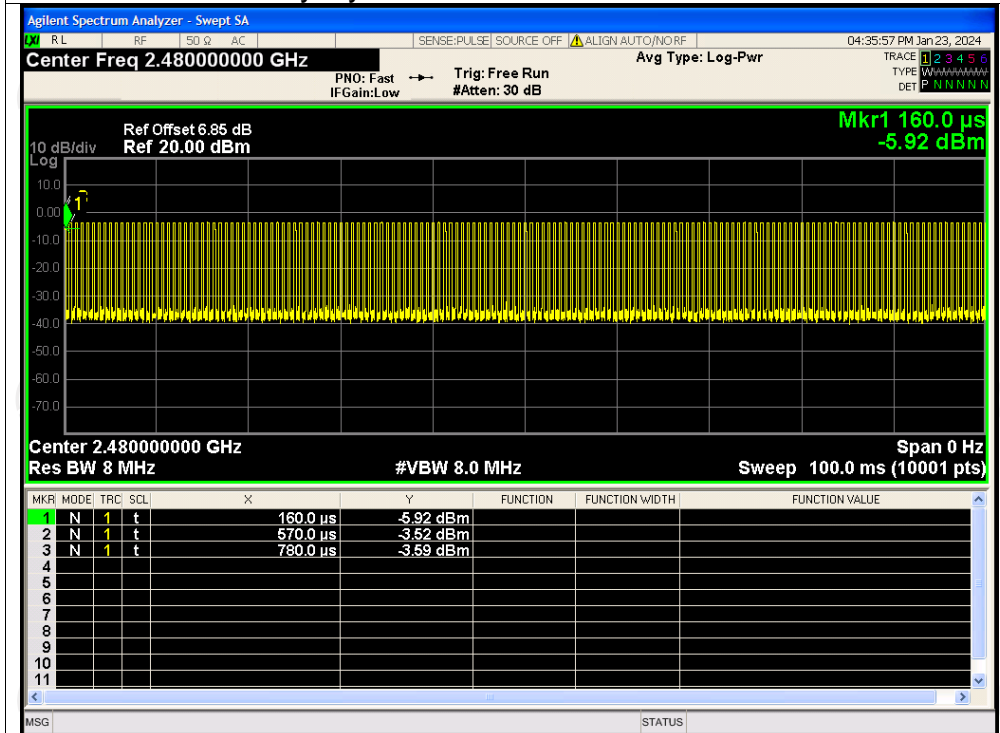 Agilent Spectrum Analyzer - Swept SA
LXI RL RF 50 Ω AC SENSE:PULSE SOURCE OFF ALIGN AUTO/NO RF 04:35:57 PM Jan 23, 2024
Center Freq 2.480000000 GHz Avg Type: Log-Pwr TRACE 1 2 3 4 5 6
PNO: Fast Trig: Free Run TYPE W
IFGain:Low #Atten: 30 dB DET P N N N N N
Mkr1 160.0 µs
-5.92 dBm
Ref Offset 6.85 dB
10 dB/div Ref 20.00 dBm
Log
10.0
1
0.00
-10.0
-20.0
-30.0
-40.0
-50.0
-60.0
-70.0
Center 2.480000000 GHz Span 0 Hz
Res BW 8 MHz #VBW 8.0 MHz Sweep 100.0 ms (10001 pts)
MKR MODE TRC SCL X Y FUNCTION FUNCTION WIDTH FUNCTION VALUE
1 N 1 t 160.0 µs -5.92 dBm
2 N 1 t 570.0 µs -3.52 dBm
3 N 1 t 780.0 µs -3.59 dBm
4
5
6
7
8
9
10
11
MSG STATUS